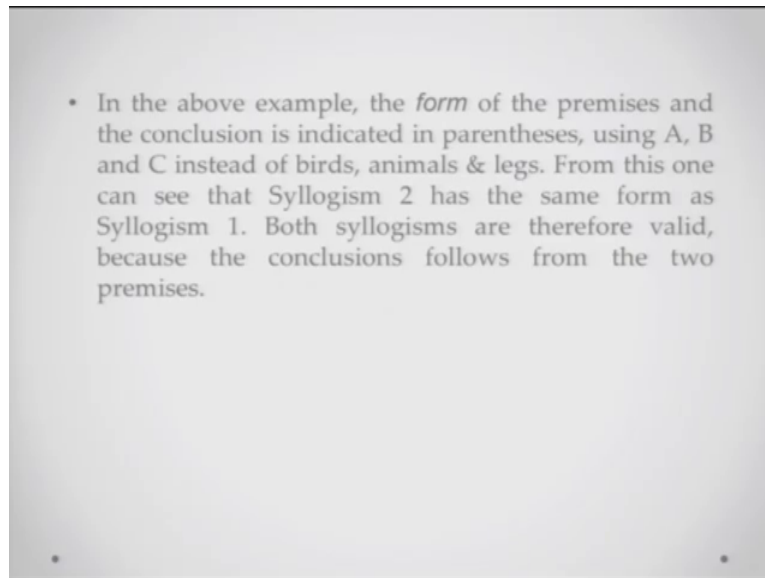 • In the above example, the form of the premises and
the conclusion is indicated in parentheses, using A, B
and C instead of birds, animals & legs. From this one
can see that Syllogism 2 has the same form as
Syllogism 1. Both syllogisms are therefore valid,
because the conclusions follows from the two
premises.